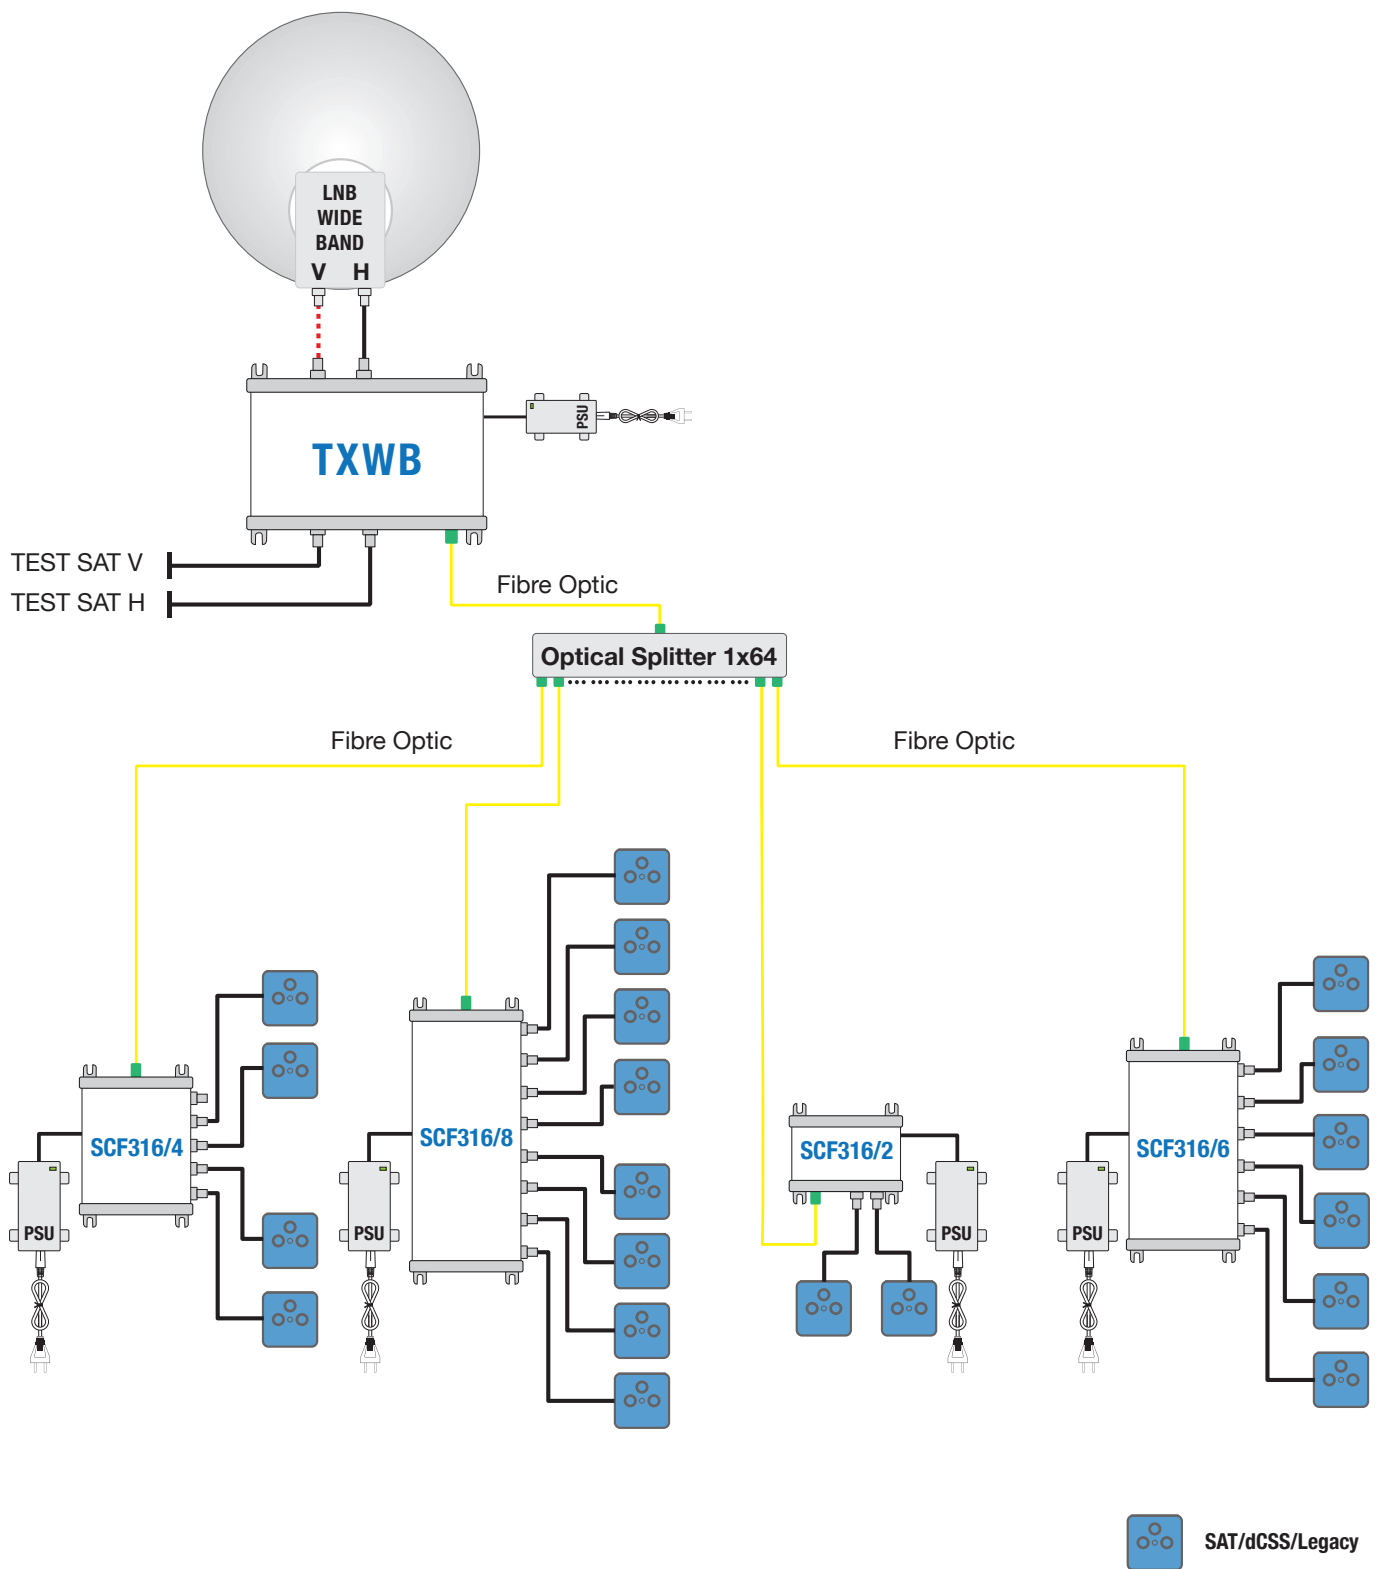 LNB
WIDE
BAND
V H
PSU
TXWB
TEST SAT V
TEST SAT H
Fibre Optic
Optical Splitter 1x64
Fibre Optic
Fibre Optic
SCF316/4
SCF316/8
SCF316/2
SCF316/6
PSU
PSU
PSU
PSU
SAT/dCSS/Legacy